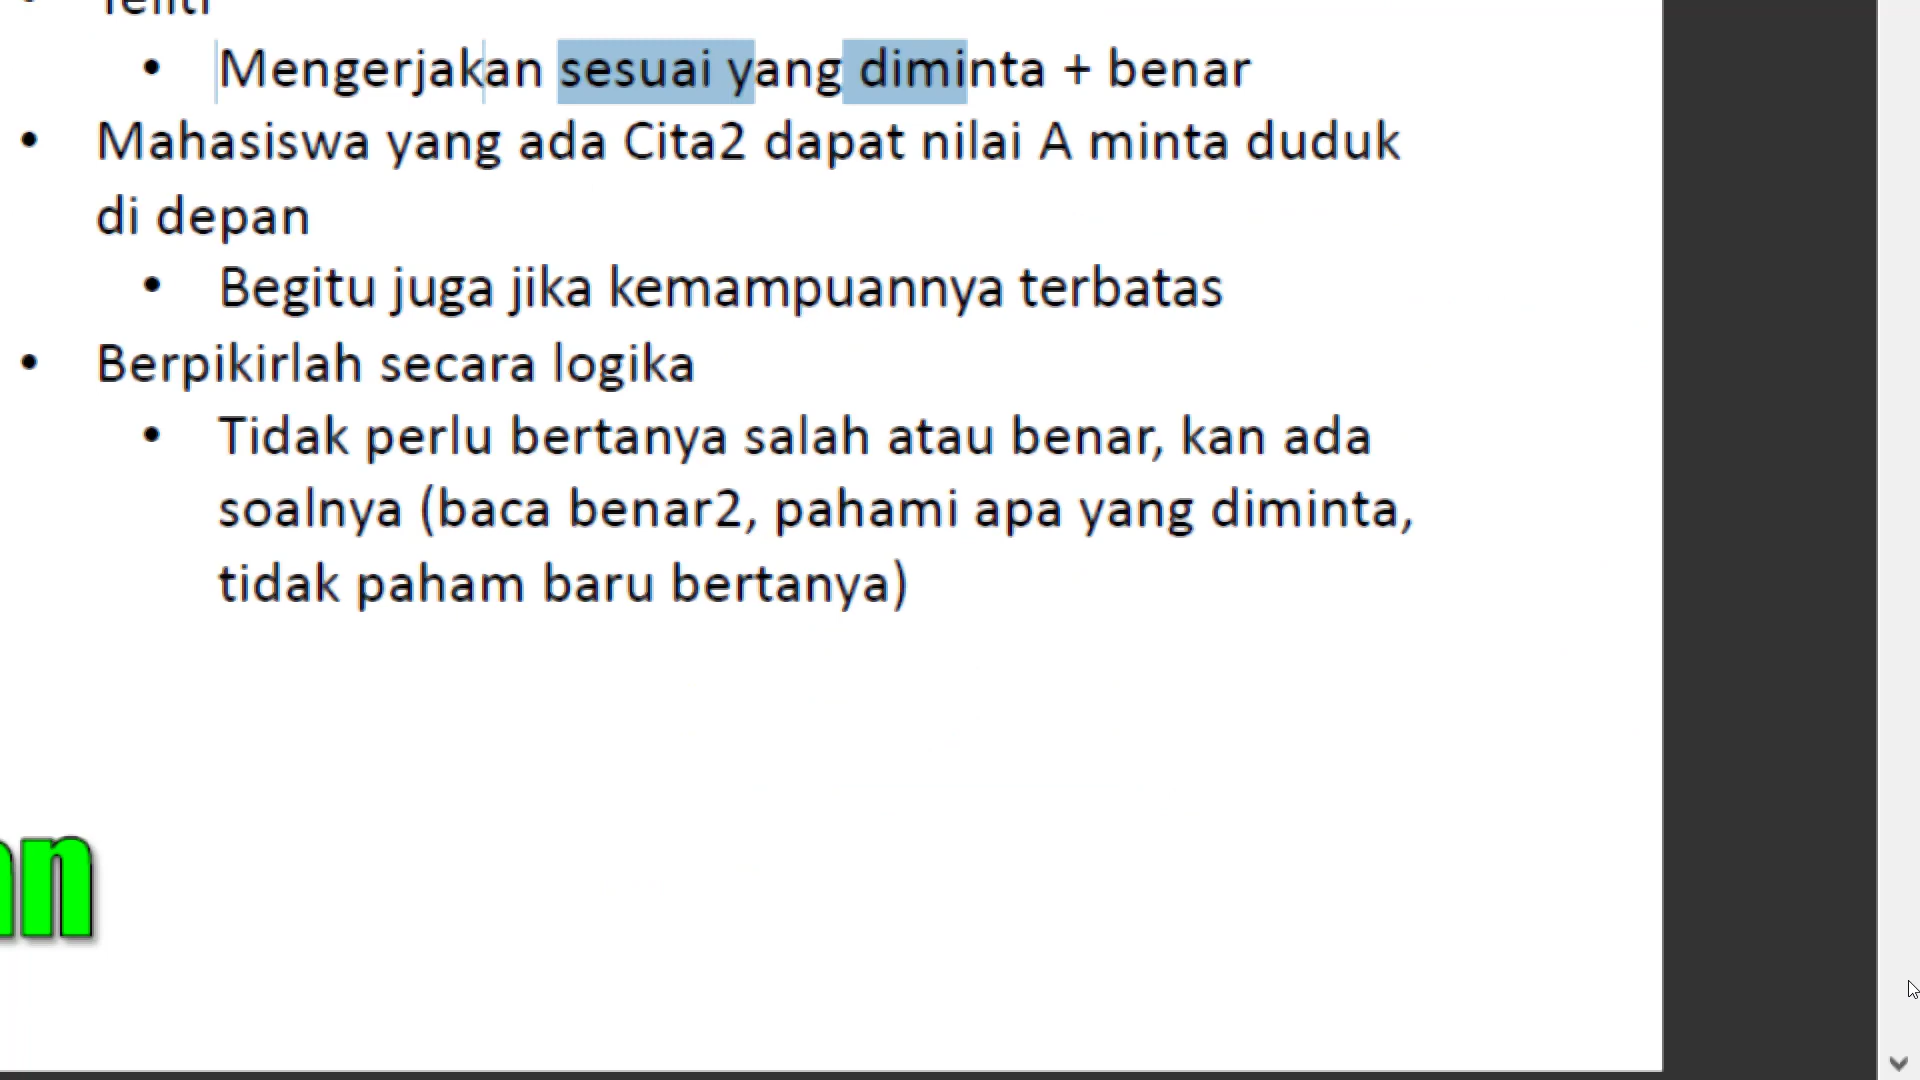 • Teliti
• Mengerjakan sesuai yang diminta + benar
• Mahasiswa yang ada Cita2 dapat nilai A minta duduk
di depan
• Begitu juga jika kemampuannya terbatas
• Berpikirlah secara logika
• Tidak perlu bertanya salah atau benar, kan ada
soalnya (baca benar2, pahami apa yang diminta,
tidak paham baru bertanya)
an